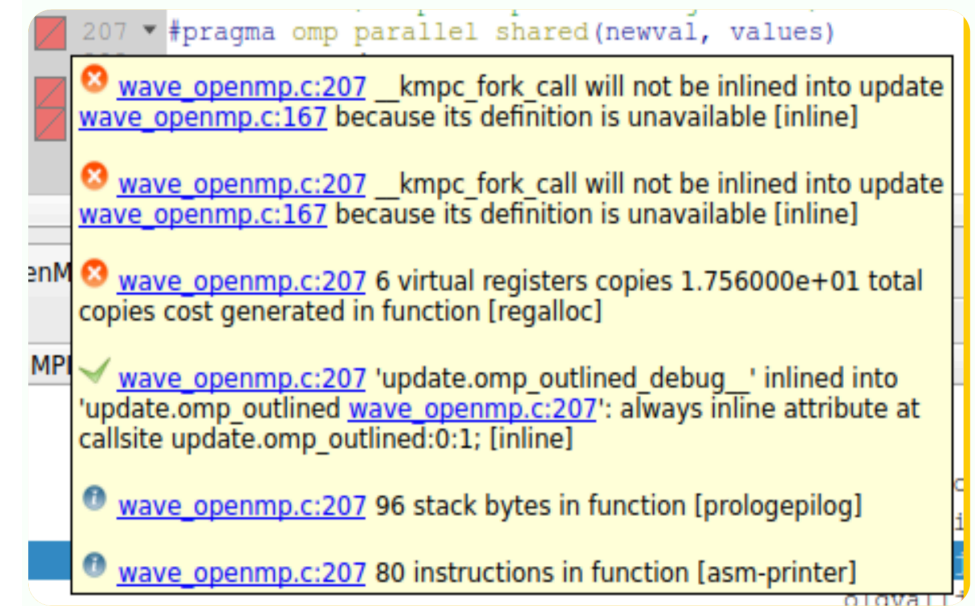 207 #pragma omp parallel shared(newval, values)
wave_openmp.c:207 __kmpc_fork_call will not be inlined into update
wave_openmp.c:167 because its definition is unavailable [inline]
wave_openmp.c:207 __kmpc_fork_call will not be inlined into update
wave_openmp.c:167 because its definition is unavailable [inline]
wave_openmp.c:207 6 virtual registers copies 1.756000e+01 total
copies cost generated in function [regalloc]
MPI
wave_openmp.c:207 'update.omp_outlined_debug__' inlined into
'update.omp_outlined wave_openmp.c:207': always inline attribute at
callsite update.omp_outlined:0:1; [inline]
wave_openmp.c:207 96 stack bytes in function [prologepilog]
wave_openmp.c:207 80 instructions in function [asm-printer]